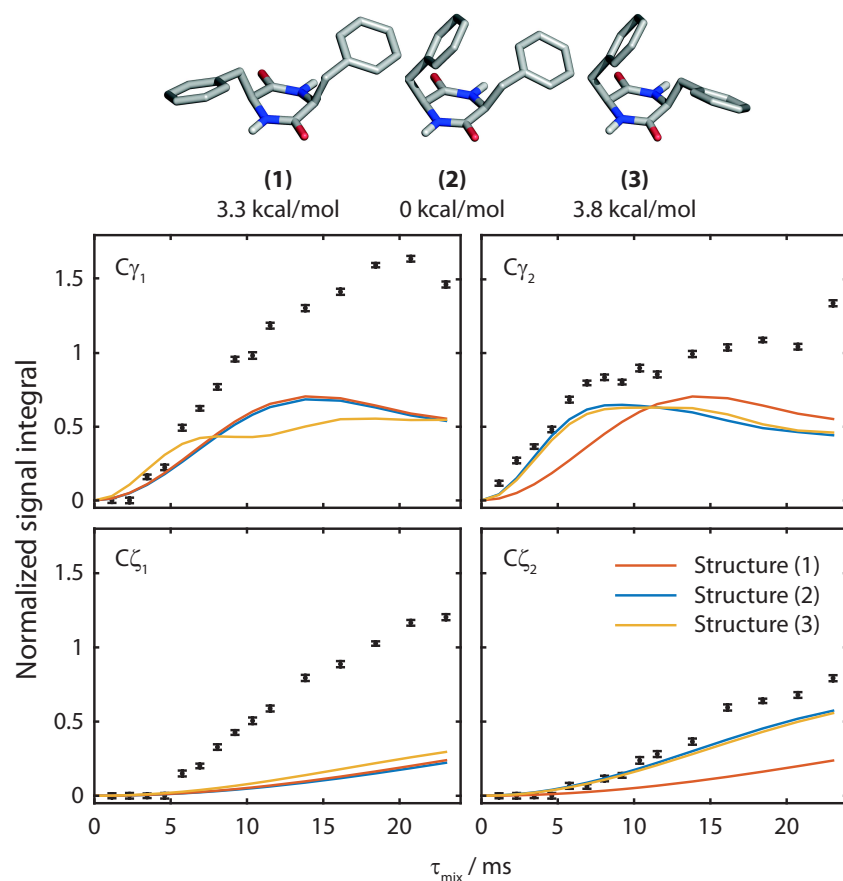 H N O N H O
H N O N H O
H N O N H O
(1) (2) (3)
3.3 kcal/mol 0 kcal/mol 3.8 kcal/mol
Normalized signal integral
Cγ1
1.5
1
0.5
0
Cγ2
Cζ1
1.5
1
0.5
0
0 5 10 15 20
Cζ2
Structure (1)
Structure (2)
Structure (3)
0 5 10 15 20
τmix / ms